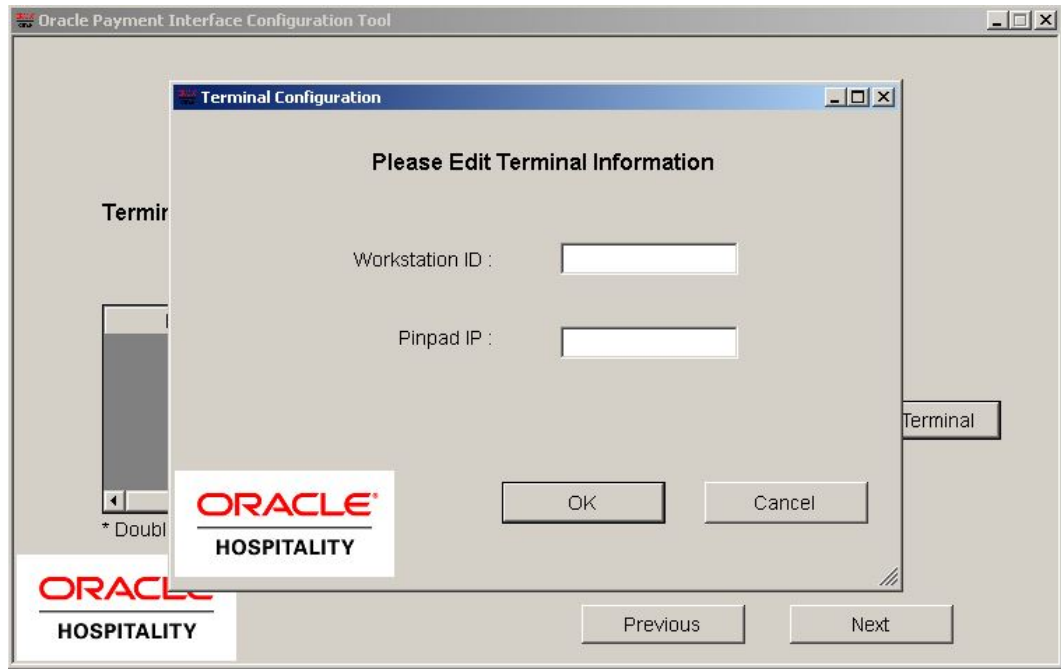 Oracle Payment Interface Configuration Tool
Terminal Configuration
Please Edit Terminal Information
Workstation ID :
Pinpad IP :
Terminal
OK
Cancel
ORACLE
HOSPITALITY
* Doubl
ORACLE
HOSPITALITY
Previous
Next